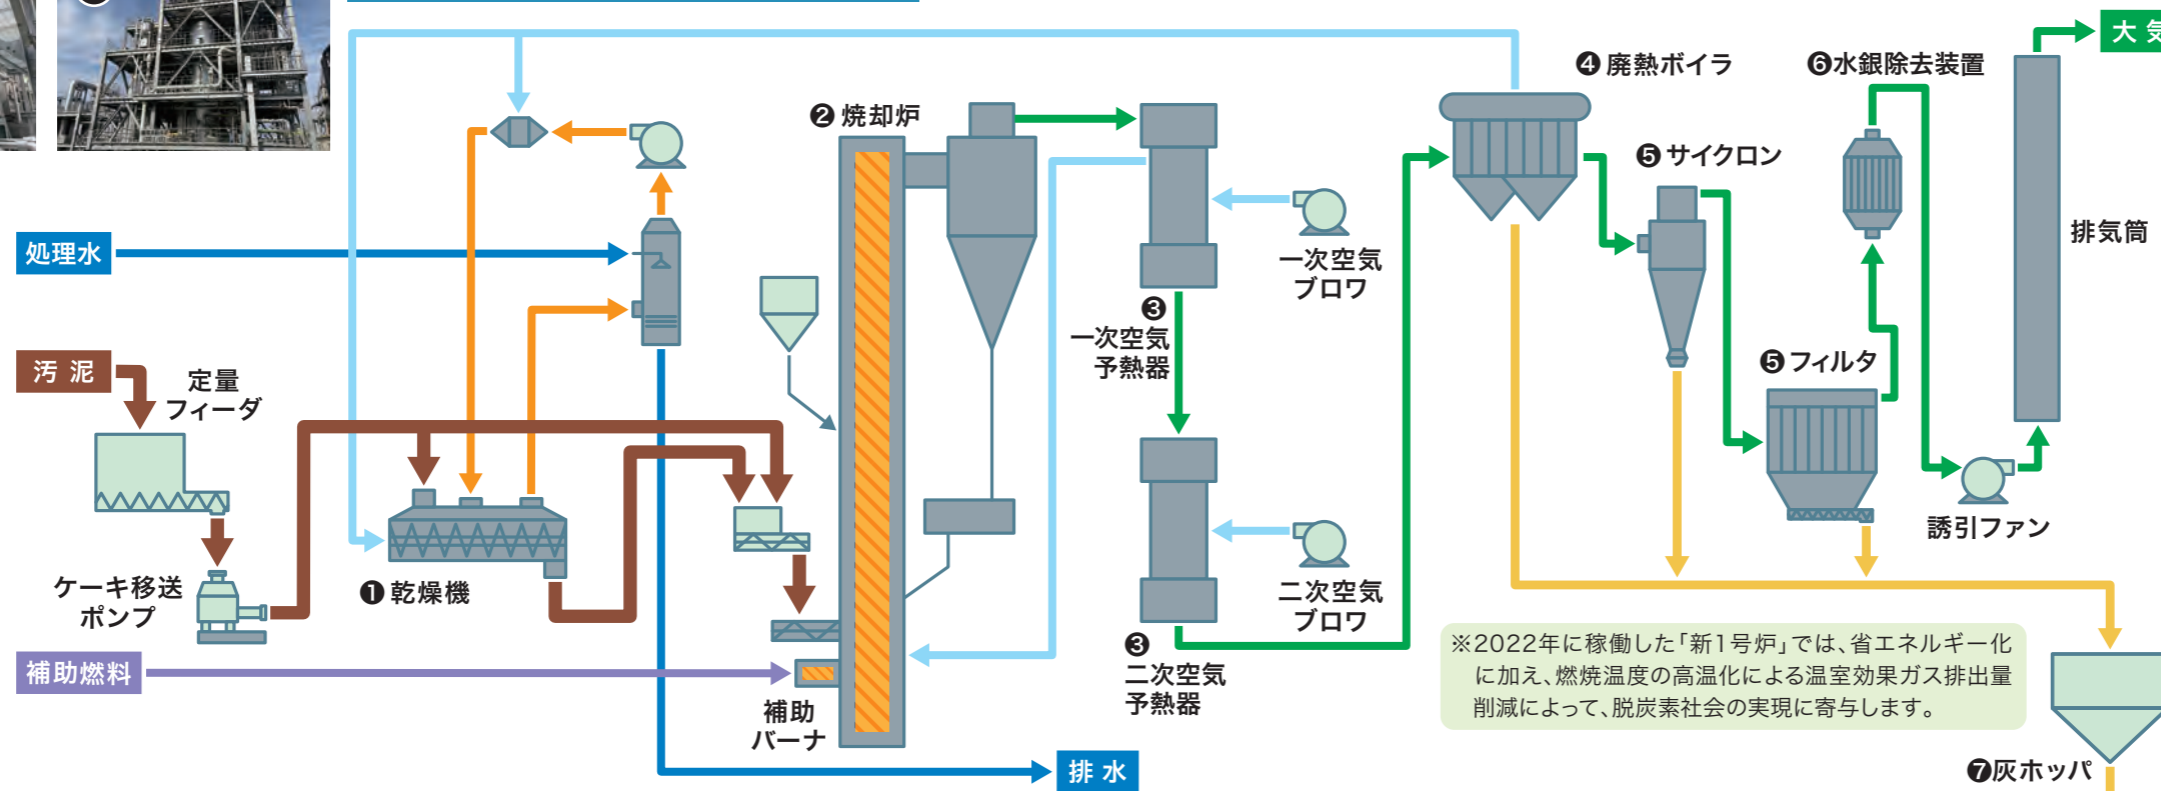 大気
❹廃熱ボイラ
❻水銀除去装置
❷焼却炉
❺サイクロン
処理水
排気筒
一次空気
ブロワ
❸
一次空気
予熱器
汚泥
定量
フィーダ
❺フィルタ
誘引ファン
ケーキ移送
ポンプ
❶乾燥機
二次空気
ブロワ
❸
二次空気
予熱器
補助燃料
補助
バーナ
※2022年に稼働した「新1号炉」では、省エネルギー化
に加え、燃焼温度の高温化による温室効果ガス排出量
削減によって、脱炭素社会の実現に寄与します。
排水
❼灰ホッパ